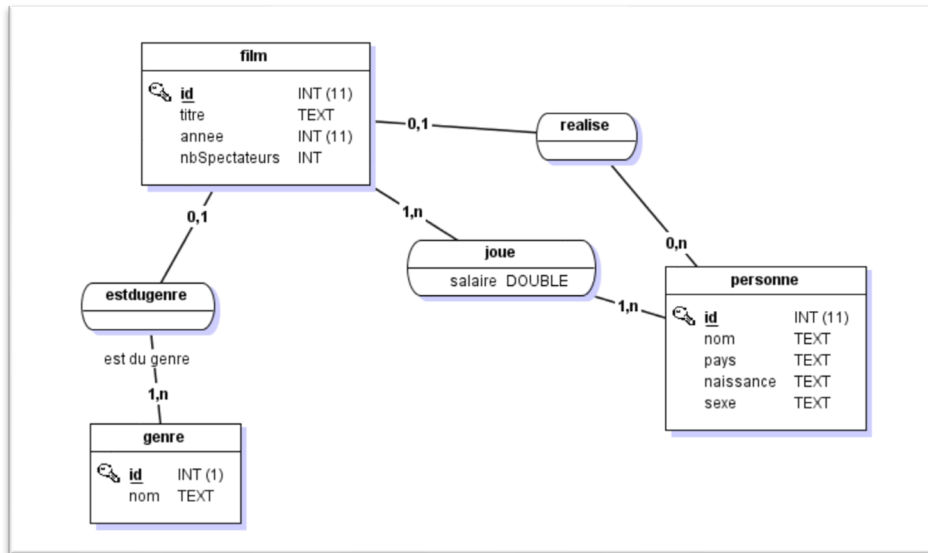 film
id INT (11)
titre TEXT
annee INT (11)
nbSpectateurs INT
0,1
realise
0,1
1,n
0,n
joue
salaire DOUBLE
estdugenre
personne
1,n
id INT (11)
nom TEXT
pays TEXT
naissance TEXT
sexe TEXT
est du genre
1,n
genre
id INT (1)
nom TEXT